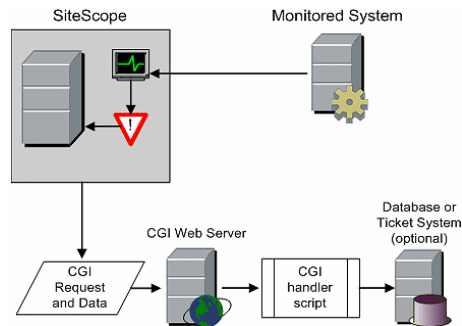 SiteScope
Monitored System
!
Database or
Ticket System
(optional)
CGI Web Server
CGI
Request
and Data
CGI
handler
script